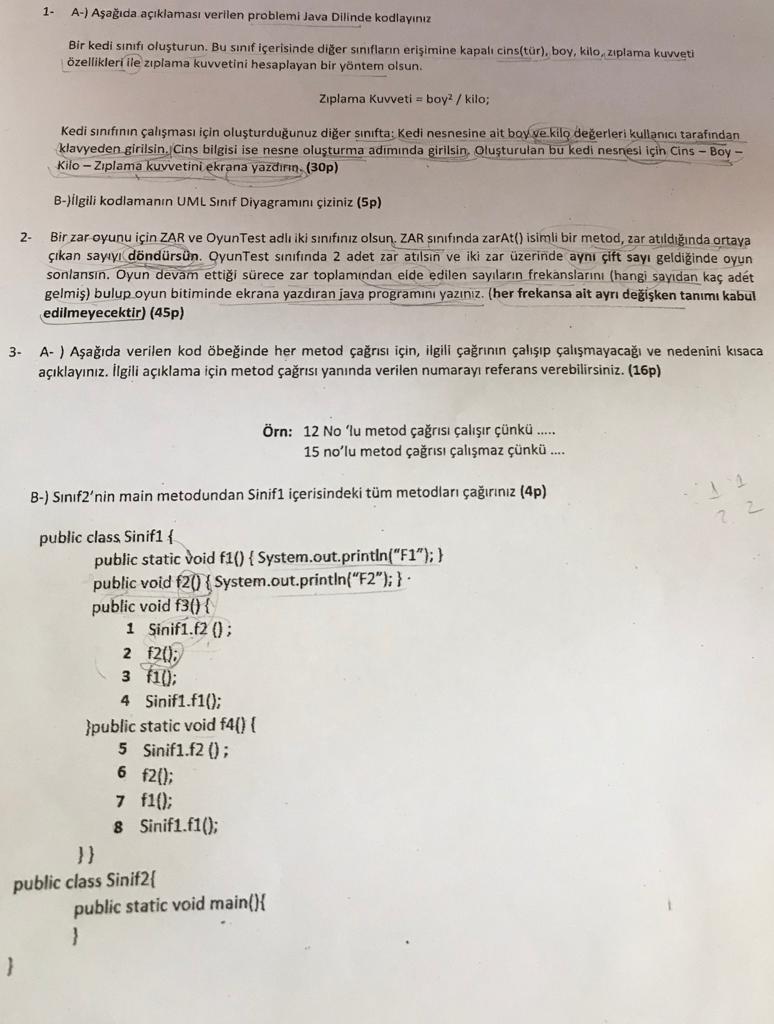 1- A-) Aşağıda açıklaması verilen problemi Java Dilinde kodlayınız
Bir kedi sınıfı oluşturun. Bu sınıf içerisinde diğer sınıfların erişimine kapalı cins(tür), boy, kilo, zıplama kuvveti
özellikleri ile zıplama kuvvetini hesaplayan bir yöntem olsun.
Zıplama Kuvveti = boy² / kilo;
Kedi sınıfının çalışması için oluşturduğunuz diğer sınıfta; Kedi nesnesine ait boy ve kilo değerleri kullanıcı tarafından
klavyeden girilsin. Cins bilgisi ise nesne oluşturma adımında girilsin. Oluşturulan bu kedi nesnesi için Cins – Boy –
Kilo – Zıplama kuvvetini ekrana yazdırın. (30p)
B-)İlgili kodlamanın UML Sınıf Diyagramını çiziniz (5p)
2- Bir zar oyunu için ZAR ve OyunTest adlı iki sınıfınız olsun. ZAR sınıfında zarAt() isimli bir metod, zar atıldığında ortaya
çıkan sayıyı döndürsün. OyunTest sınıfında 2 adet zar atılsın ve iki zar üzerinde aynı çift sayı geldiğinde oyun
sonlansın. Oyun devam ettiği sürece zar toplamından elde edilen sayıların frekanslarını (hangi sayıdan kaç adet
gelmiş) bulup oyun bitiminde ekrana yazdıran java programını yazınız. (her frekansa ait ayrı değişken tanımı kabul
edilmeyecektir) (45p)
3- A- ) Aşağıda verilen kod öbeğinde her metod çağrısı için, ilgili çağrının çalışıp çalışmayacağı ve nedenini kısaca
açıklayınız. İlgili açıklama için metod çağrısı yanında verilen numarayı referans verebilirsiniz. (16p)
Örn: 12 No 'lu metod çağrısı çalışır çünkü .....
15 no'lu metod çağrısı çalışmaz çünkü ....
1 1
2 2
B-) Sınıf2'nin main metodundan Sinif1 içerisindeki tüm metodları çağırınız (4p)
public class Sinif1 {
public static void f1() { System.out.println("F1"); }
public void f2() { System.out.println("F2"); }
public void f3() {
1 Sinif1.f2 () ;
2 f2();
3 f1();
4 Sinif1.f1();
}public static void f4() {
5 Sinif1.f2 () ;
6 f2();
7 f1();
8 Sinif1.f1();
}}
public class Sinif2{
public static void main(){
}
}